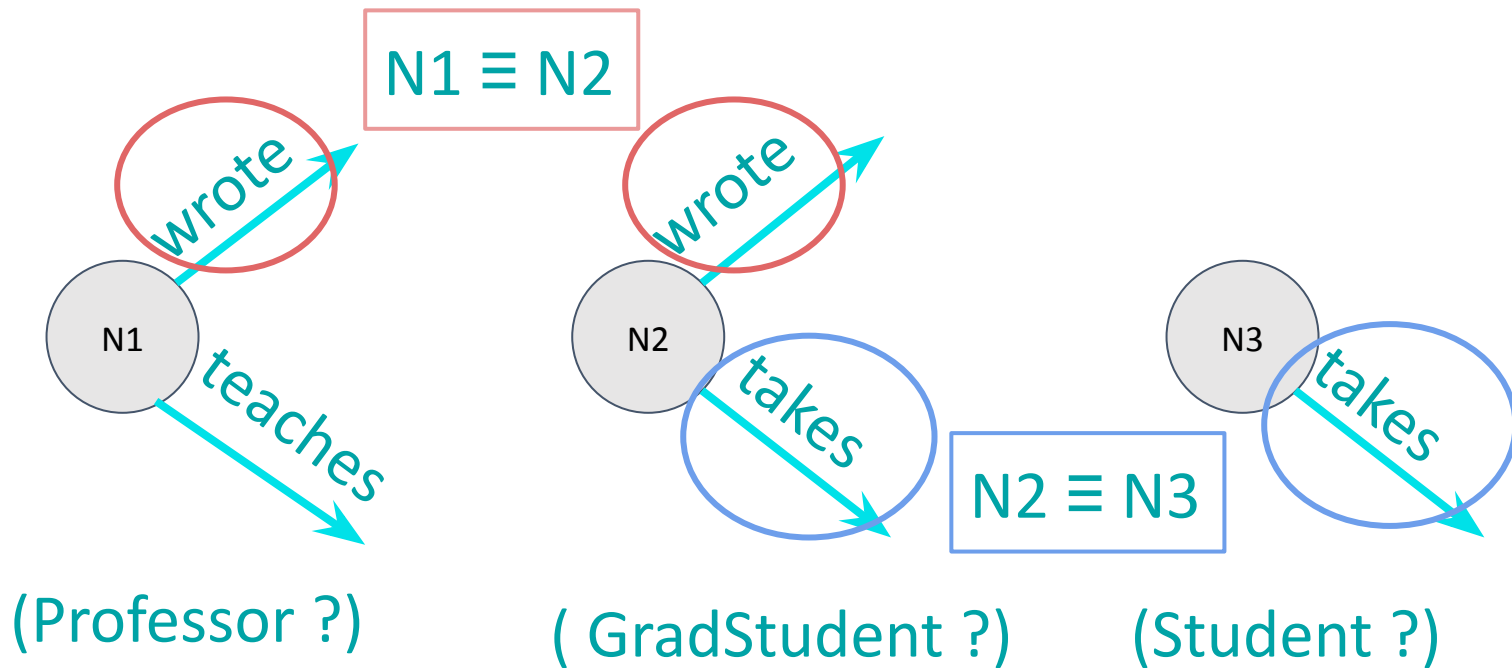 N1 ≡ N2
wrote
wrote
N1
N2
N3
teaches
takes
takes
N2 ≡ N3
(Professor ?)
( GradStudent ?)
(Student ?)